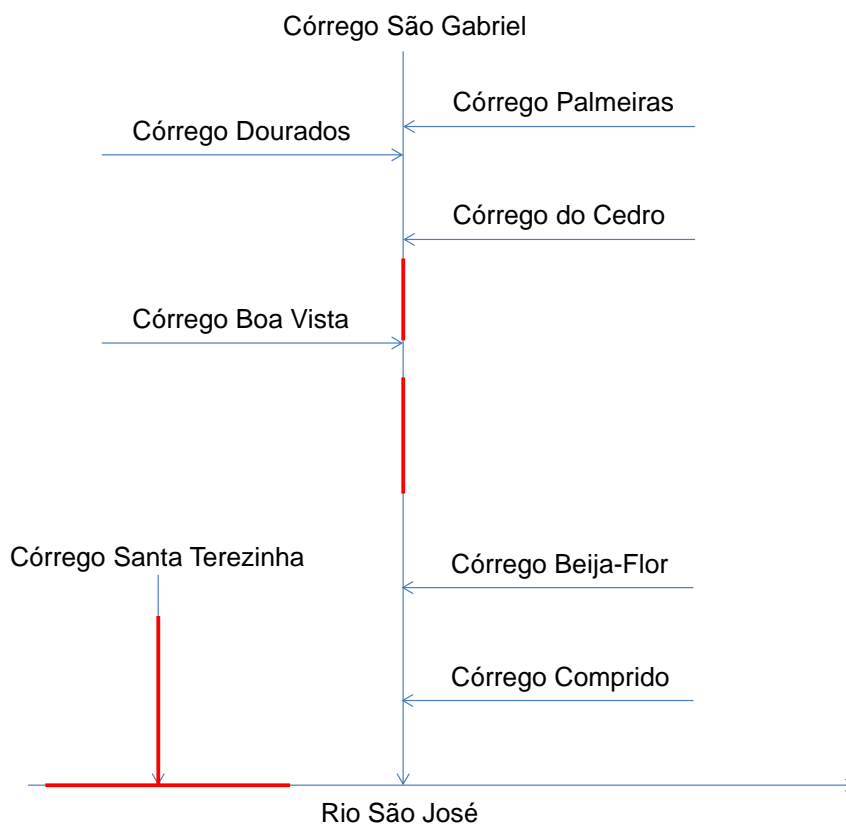 Córrego São Gabriel
Córrego Palmeiras
Córrego Dourados
Córrego do Cedro
Córrego Boa Vista
Córrego Santa Terezinha
Córrego Beija-Flor
Córrego Comprido
Rio São José